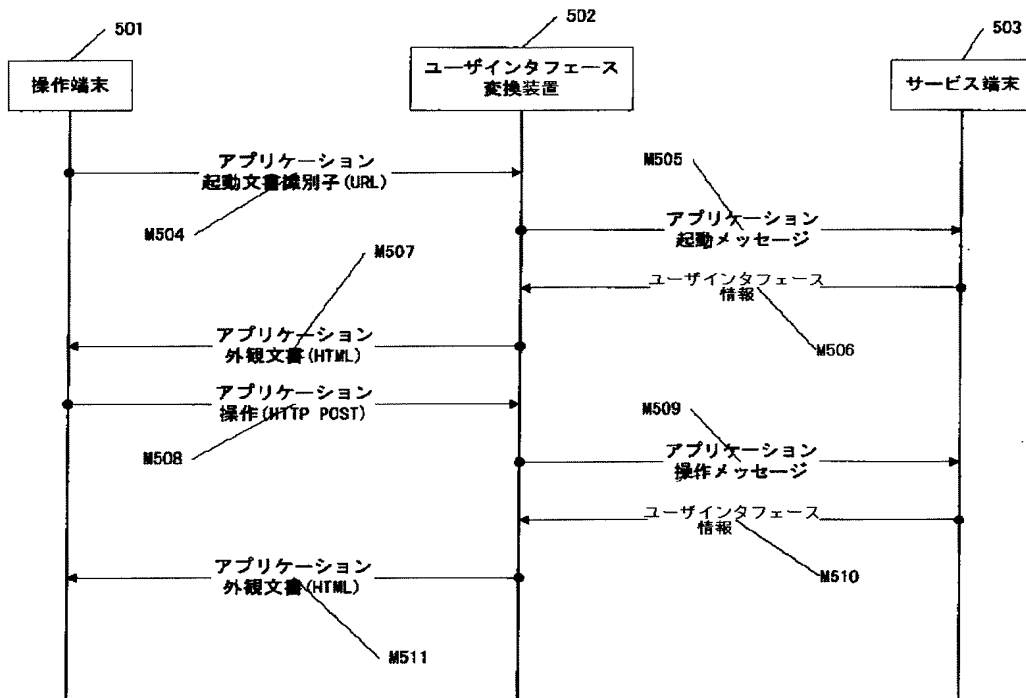 501
502
503
操作端末
ユーザインタフェース
変換装置
サービス端末
アプリケーション
起動文書識別子(URL)
M504
M505
アプリケーション
起動メッセージ
M507
ユーザインタフェース
情報
M506
アプリケーション
外観文書(HTML)
アプリケーション
操作(HTTP POST)
M508
M509
アプリケーション
操作メッセージ
ユーザインタフェース
情報
M510
アプリケーション
外観文書(HTML)
M511